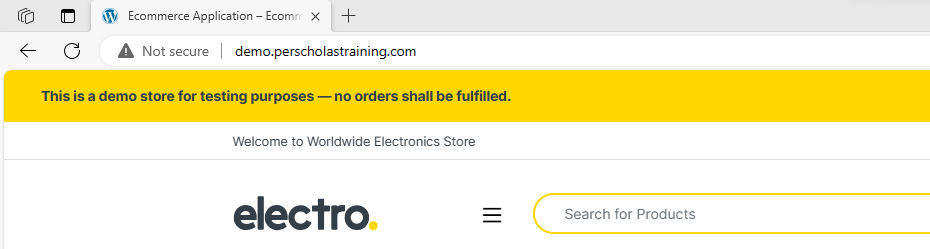 Ecommerce Application – Ecomm
Not secure | demo.perscholastraining.com
This is a demo store for testing purposes — no orders shall be fulfilled.
Welcome to Worldwide Electronics Store
electro.
Search for Products